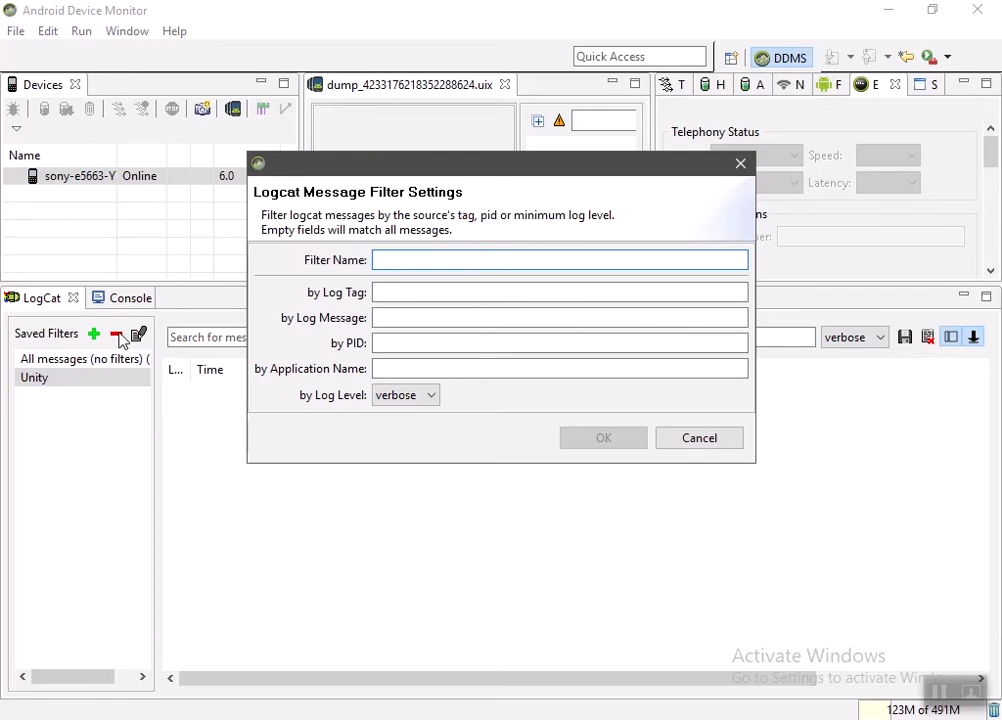 Android Device Monitor
File Edit Run Window Help
Quick Access
DDMS
Devices
dump_4233176218352288624.uix
T H A N F E S
Name
sony-e5663-Y Online 6.0
Telephony Status
Speed:
Latency:
Logcat Message Filter Settings
Filter logcat messages by the source's tag, pid or minimum log level.
Empty fields will match all messages.
Filter Name:
by Log Tag:
by Log Message:
by PID:
by Application Name:
by Log Level: verbose
OK Cancel
LogCat Console
Saved Filters
All messages (no filters) (
Unity
Search for mes
verbose
L... Time
Activate Windows
Go to Settings to activate Wind
123M of 491M